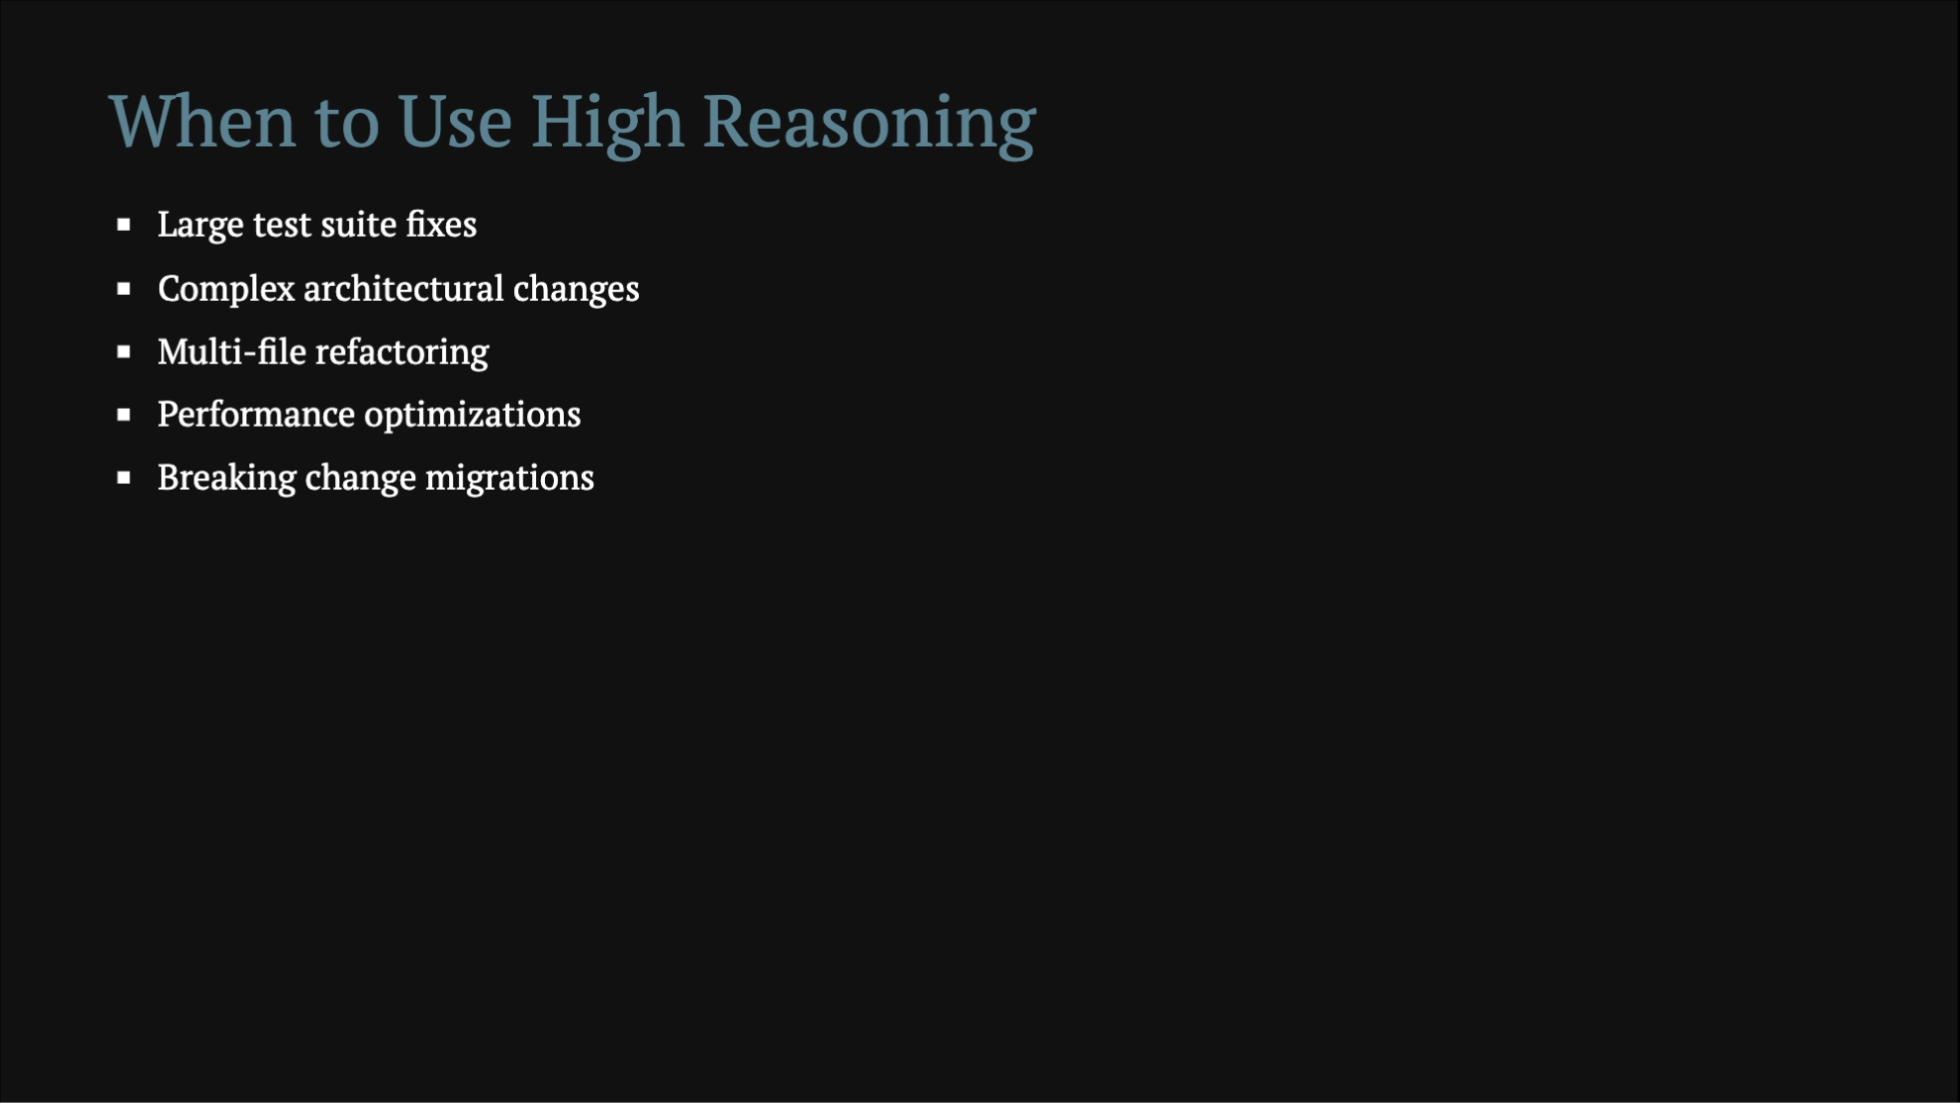 When to Use High Reasoning
▪ Large test suite fixes
▪ Complex architectural changes
▪ Multi-file refactoring
▪ Performance optimizations
▪ Breaking change migrations